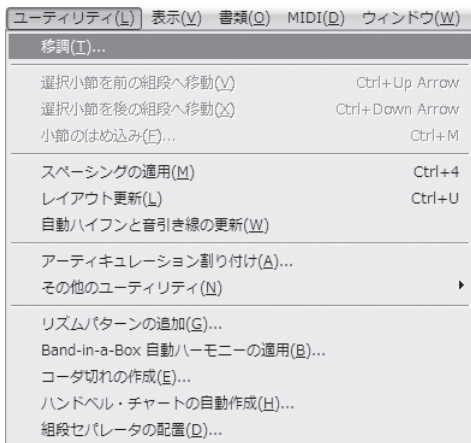 ユーティリティ(L) 表示(V) 書類(O) MIDI(D) ウィンドウ(W)
移調(T)...
選択小節を前の組段へ移動(V) Ctrl+Up Arrow
選択小節を後の組段へ移動(X) Ctrl+Down Arrow
小節のはめ込み(F)... Ctrl+M
スペーシングの適用(M) Ctrl+4
レイアウト更新(L) Ctrl+U
自動ハイフンと音引き線の更新(W)
アーティキュレーション割り付け(A)...
その他のユーティリティ(N)
リズムパターンの追加(G)...
Band-in-a-Box 自動ハーモニーの適用(B)...
コーダ切れの作成(E)...
ハンドベル・チャートの自動作成(H)...
組段セパレータの配置(D)...